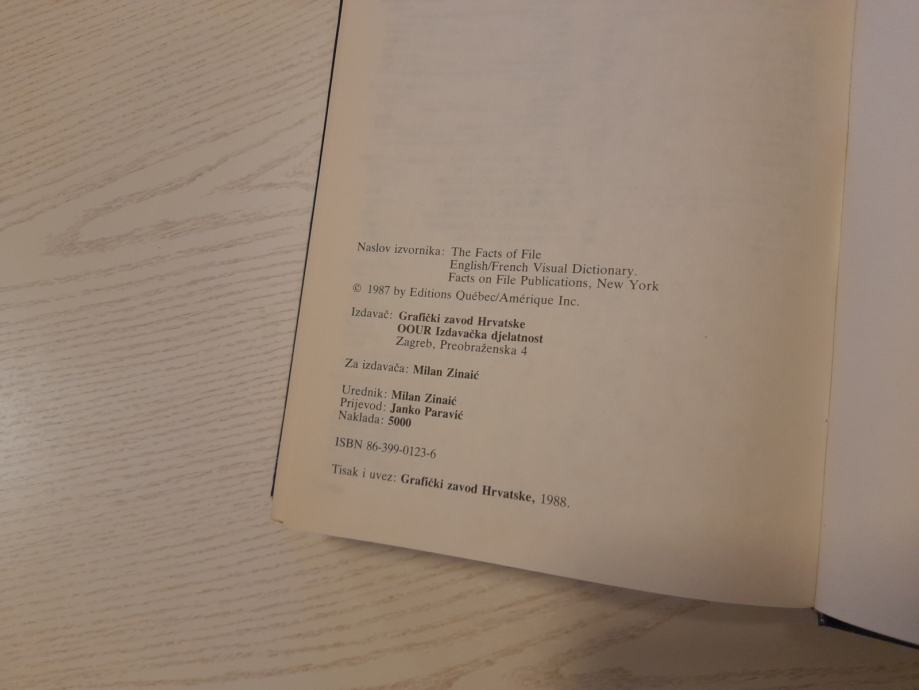 Naslov izvornika: The Facts of File
English/French Visual Dictionary.
Facts on File Publications, New York
© 1987 by Editions Québec/Amérique Inc.
Izdavač: Grafički zavod Hrvatske
OOUR Izdavačka djelatnost
Zagreb, Preobraženska 4
Za izdavača: Milan Zinaić
Urednik: Milan Zinaić
Prijevod: Janko Paravić
Naklada: 5000
ISBN 86-399-0123-6
Tisak i uvez: Grafički zavod Hrvatske, 1988.